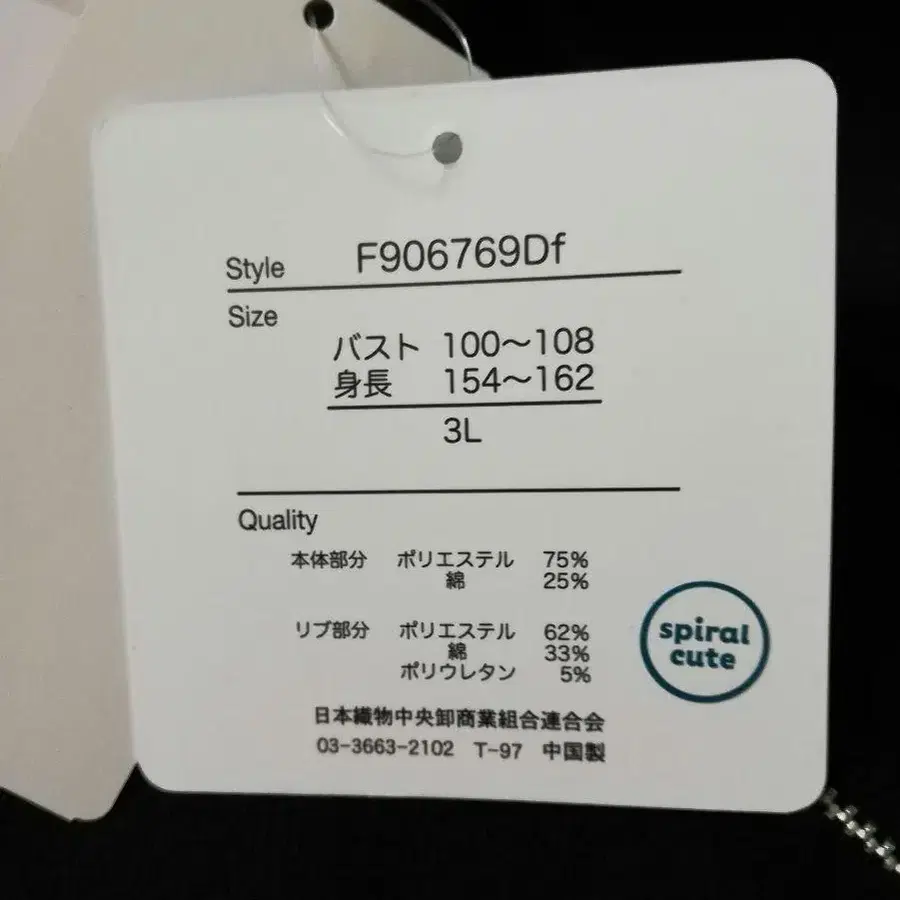 Style F906769Df
Size
バスト 100～108
身長 154～162
3L
Quality
本体部分 ポリエステル 75%
綿 25%
リブ部分 ポリエステル 62%
綿 33%
ポリウレタン 5%
spiral
cute
日本織物中央卸商業組合連合会
03-3663-2102 T-97 中国製